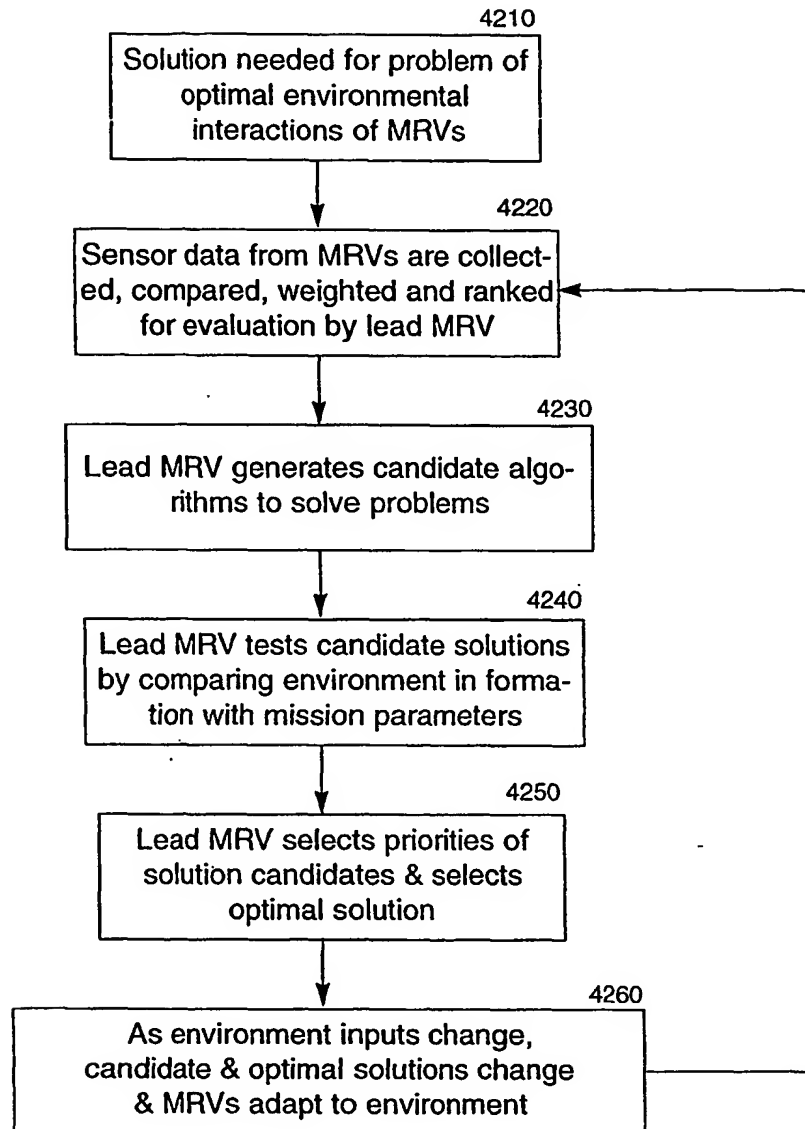 4210
Solution needed for problem of
optimal environmental
interactions of MRVs
4220
Sensor data from MRVs are collect-
ed, compared, weighted and ranked
for evaluation by lead MRV
4230
Lead MRV generates candidate algo-
rithms to solve problems
4240
Lead MRV tests candidate solutions
by comparing environment in forma-
tion with mission parameters
4250
Lead MRV selects priorities of
solution candidates & selects
optimal solution
4260
As environment inputs change,
candidate & optimal solutions change
& MRVs adapt to environment